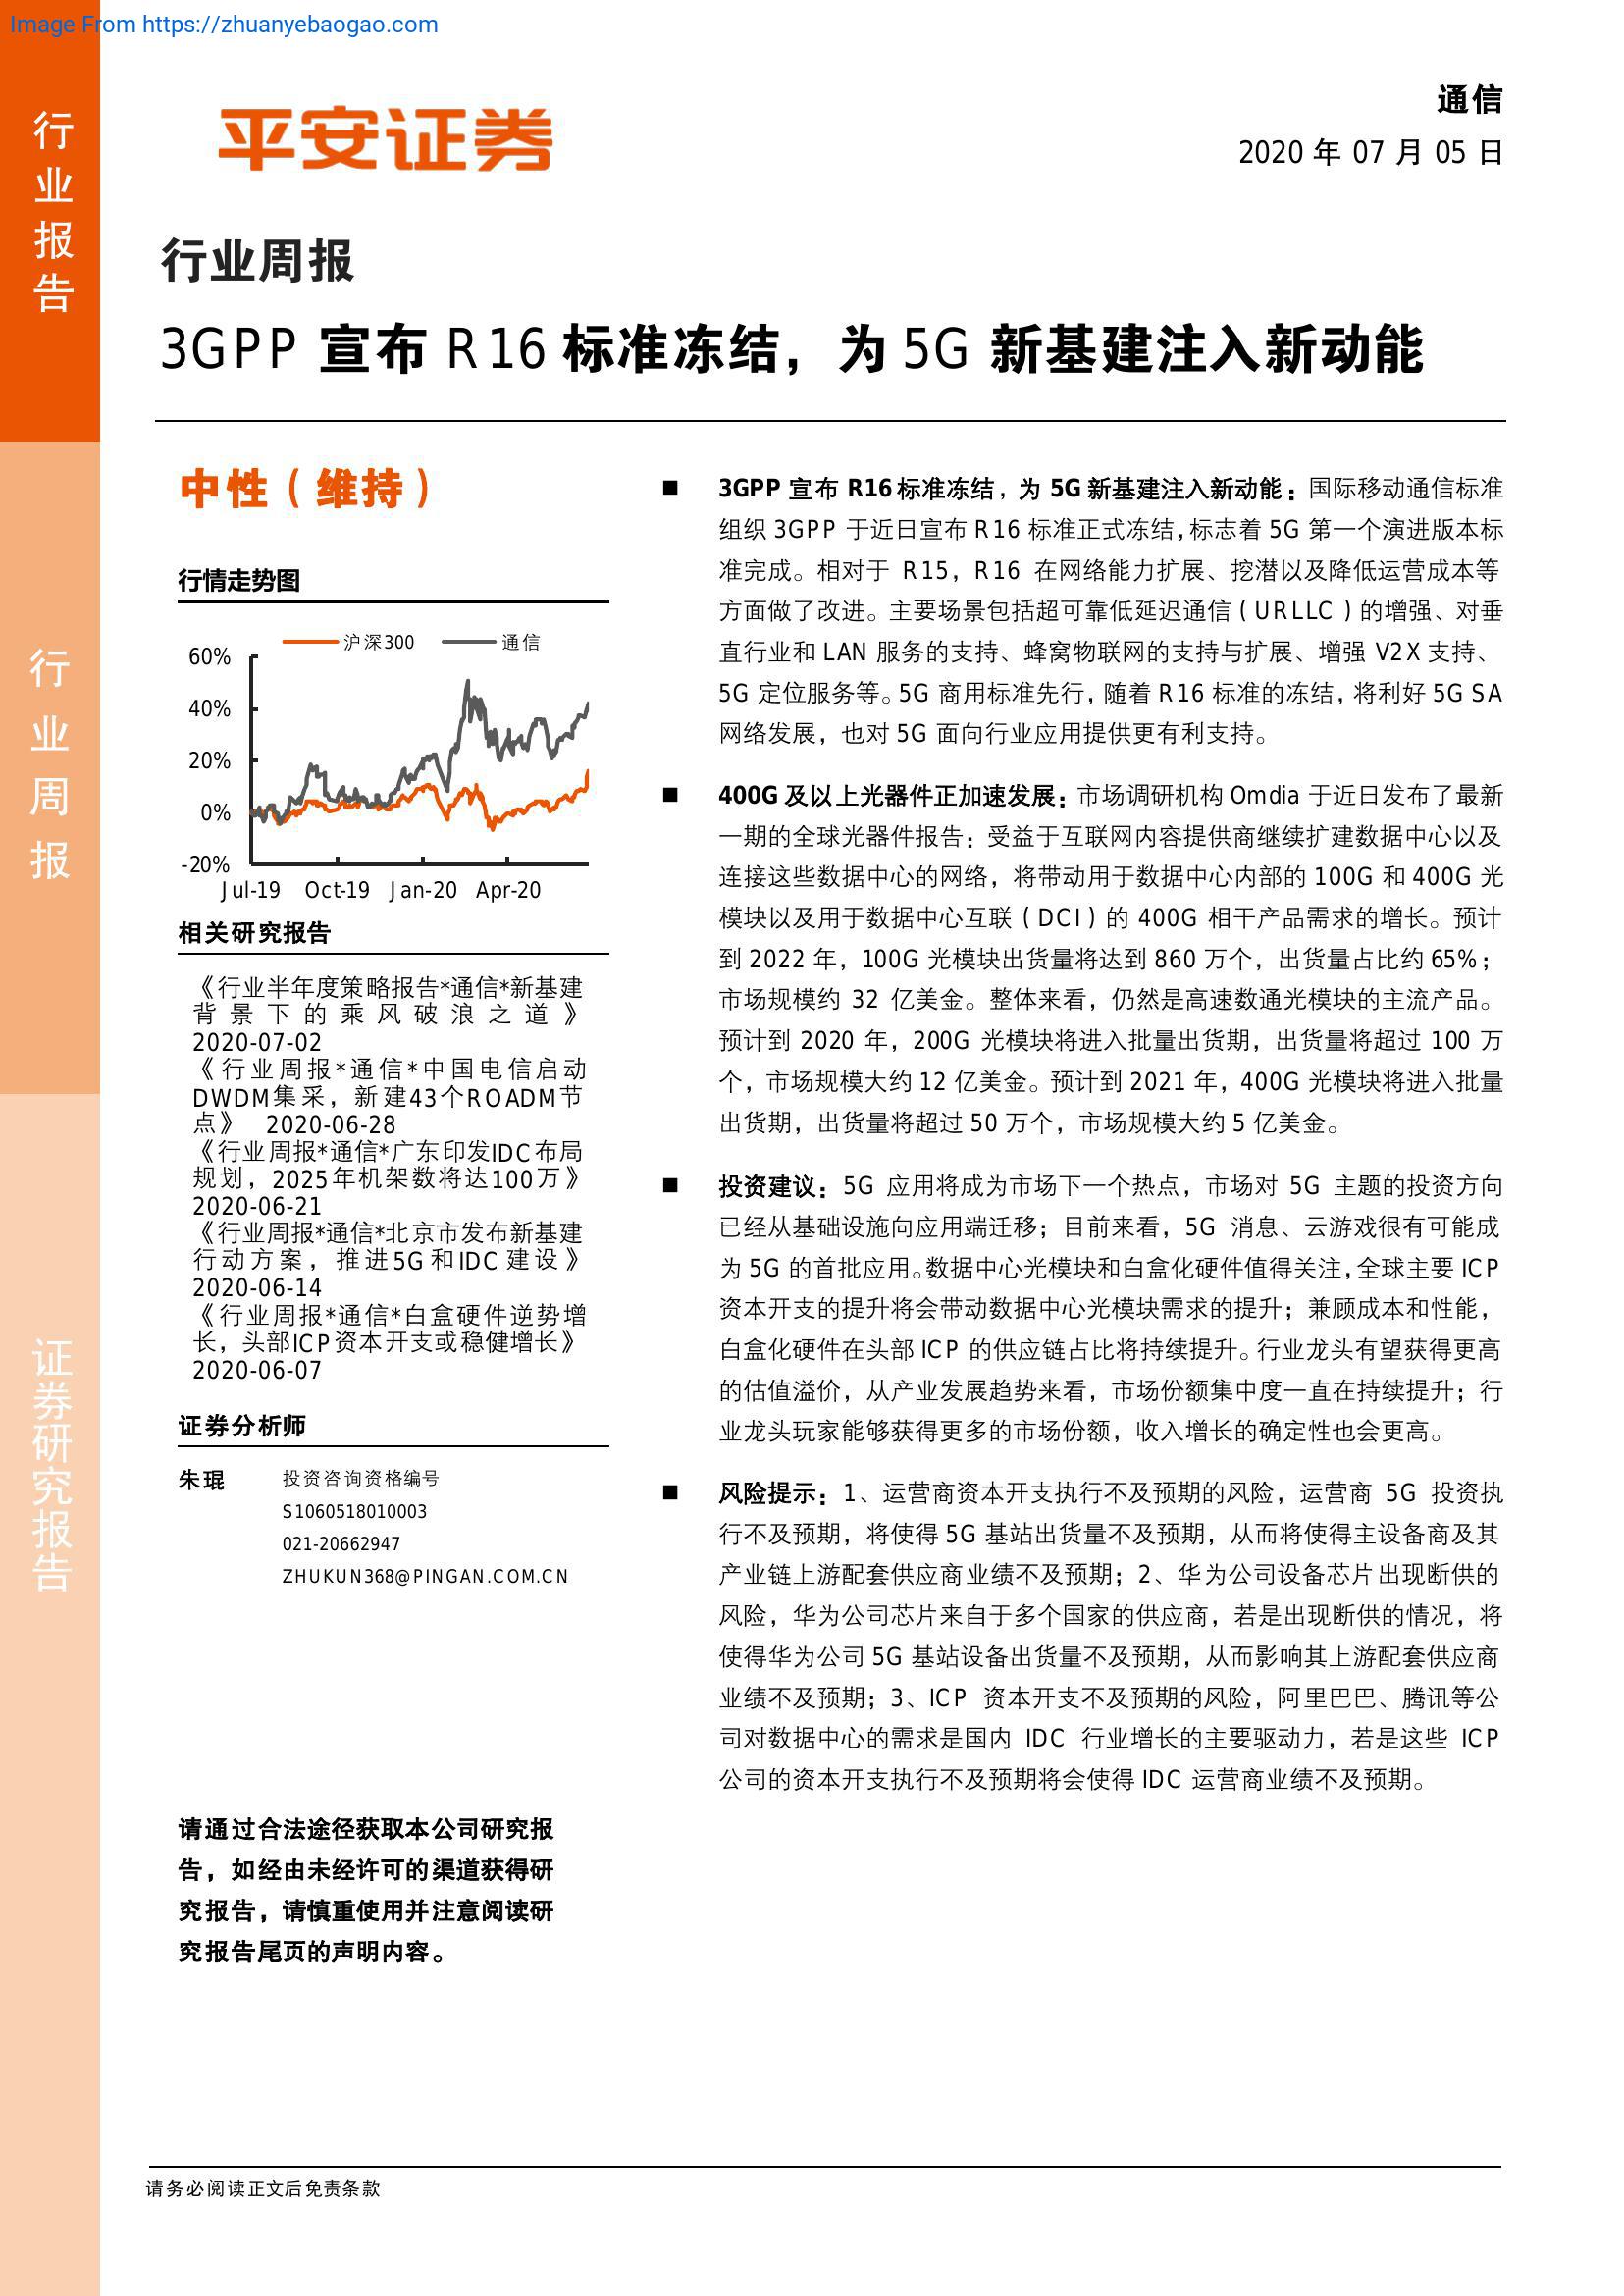 Image From https://zhuanyebaogao.com
行业报告
行业周报
证券研究报告
平安证券
通信
2020 年 07 月 05 日
行业周报
3GPP 宣布 R16 标准冻结，为 5G 新基建注入新动能
中性（维持）
行情走势图
沪深300 通信
60%
40%
20%
0%
-20%
Jul-19 Oct-19 Jan-20 Apr-20
相关研究报告
《行业半年度策略报告*通信*新基建
背景下的乘风破浪之道》
2020-07-02
《行业周报*通信*中国电信启动
DWDM集采，新建43个ROADM节
点》 2020-06-28
《行业周报*通信*广东印发IDC布局
规划，2025年机架数将达100万》
2020-06-21
《行业周报*通信*北京市发布新基建
行动方案，推进5G和IDC建设》
2020-06-14
《行业周报*通信*白盒硬件逆势增
长，头部ICP资本开支或稳健增长》
2020-06-07
证券分析师
朱琨 投资咨询资格编号
S1060518010003
021-20662947
ZHUKUN368@PINGAN.COM.CN
请通过合法途径获取本公司研究报
告，如经由未经许可的渠道获得研
究报告，请慎重使用并注意阅读研
究报告尾页的声明内容。
■ 3GPP 宣布 R16 标准冻结，为 5G 新基建注入新动能：国际移动通信标准
组织 3GPP 于近日宣布 R16 标准正式冻结，标志着 5G 第一个演进版本标
准完成。相对于 R15，R16 在网络能力扩展、挖潜以及降低运营成本等
方面做了改进。主要场景包括超可靠低延迟通信（URLLC）的增强、对垂
直行业和 LAN 服务的支持、蜂窝物联网的支持与扩展、增强 V2X 支持、
5G 定位服务等。5G 商用标准先行，随着 R16 标准的冻结，将利好 5G SA
网络发展，也对 5G 面向行业应用提供更有利支持。
■ 400G 及以上光器件正加速发展：市场调研机构 Omdia 于近日发布了最新
一期的全球光器件报告：受益于互联网内容提供商继续扩建数据中心以及
连接这些数据中心的网络，将带动用于数据中心内部的 100G 和 400G 光
模块以及用于数据中心互联（DCI）的 400G 相干产品需求的增长。预计
到 2022 年，100G 光模块出货量将达到 860 万个，出货量占比约 65%；
市场规模约 32 亿美金。整体来看，仍然是高速数通光模块的主流产品。
预计到 2020 年，200G 光模块将进入批量出货期，出货量将超过 100 万
个，市场规模大约 12 亿美金。预计到 2021 年，400G 光模块将进入批量
出货期，出货量将超过 50 万个，市场规模大约 5 亿美金。
■ 投资建议：5G 应用将成为市场下一个热点，市场对 5G 主题的投资方向
已经从基础设施向应用端迁移；目前来看，5G 消息、云游戏很有可能成
为 5G 的首批应用。数据中心光模块和白盒化硬件值得关注，全球主要 ICP
资本开支的提升将会带动数据中心光模块需求的提升；兼顾成本和性能，
白盒化硬件在头部 ICP 的供应链占比将持续提升。行业龙头有望获得更高
的估值溢价，从产业发展趋势来看，市场份额集中度一直在持续提升；行
业龙头玩家能够获得更多的市场份额，收入增长的确定性也会更高。
■ 风险提示：1、运营商资本开支执行不及预期的风险，运营商 5G 投资执
行不及预期，将使得 5G 基站出货量不及预期，从而将使得主设备商及其
产业链上游配套供应商业绩不及预期；2、华为公司设备芯片出现断供的
风险，华为公司芯片来自于多个国家的供应商，若是出现断供的情况，将
使得华为公司 5G 基站设备出货量不及预期，从而影响其上游配套供应商
业绩不及预期；3、ICP 资本开支不及预期的风险，阿里巴巴、腾讯等公
司对数据中心的需求是国内 IDC 行业增长的主要驱动力，若是这些 ICP
公司的资本开支执行不及预期将会使得 IDC 运营商业绩不及预期。
请务必阅读正文后免责条款